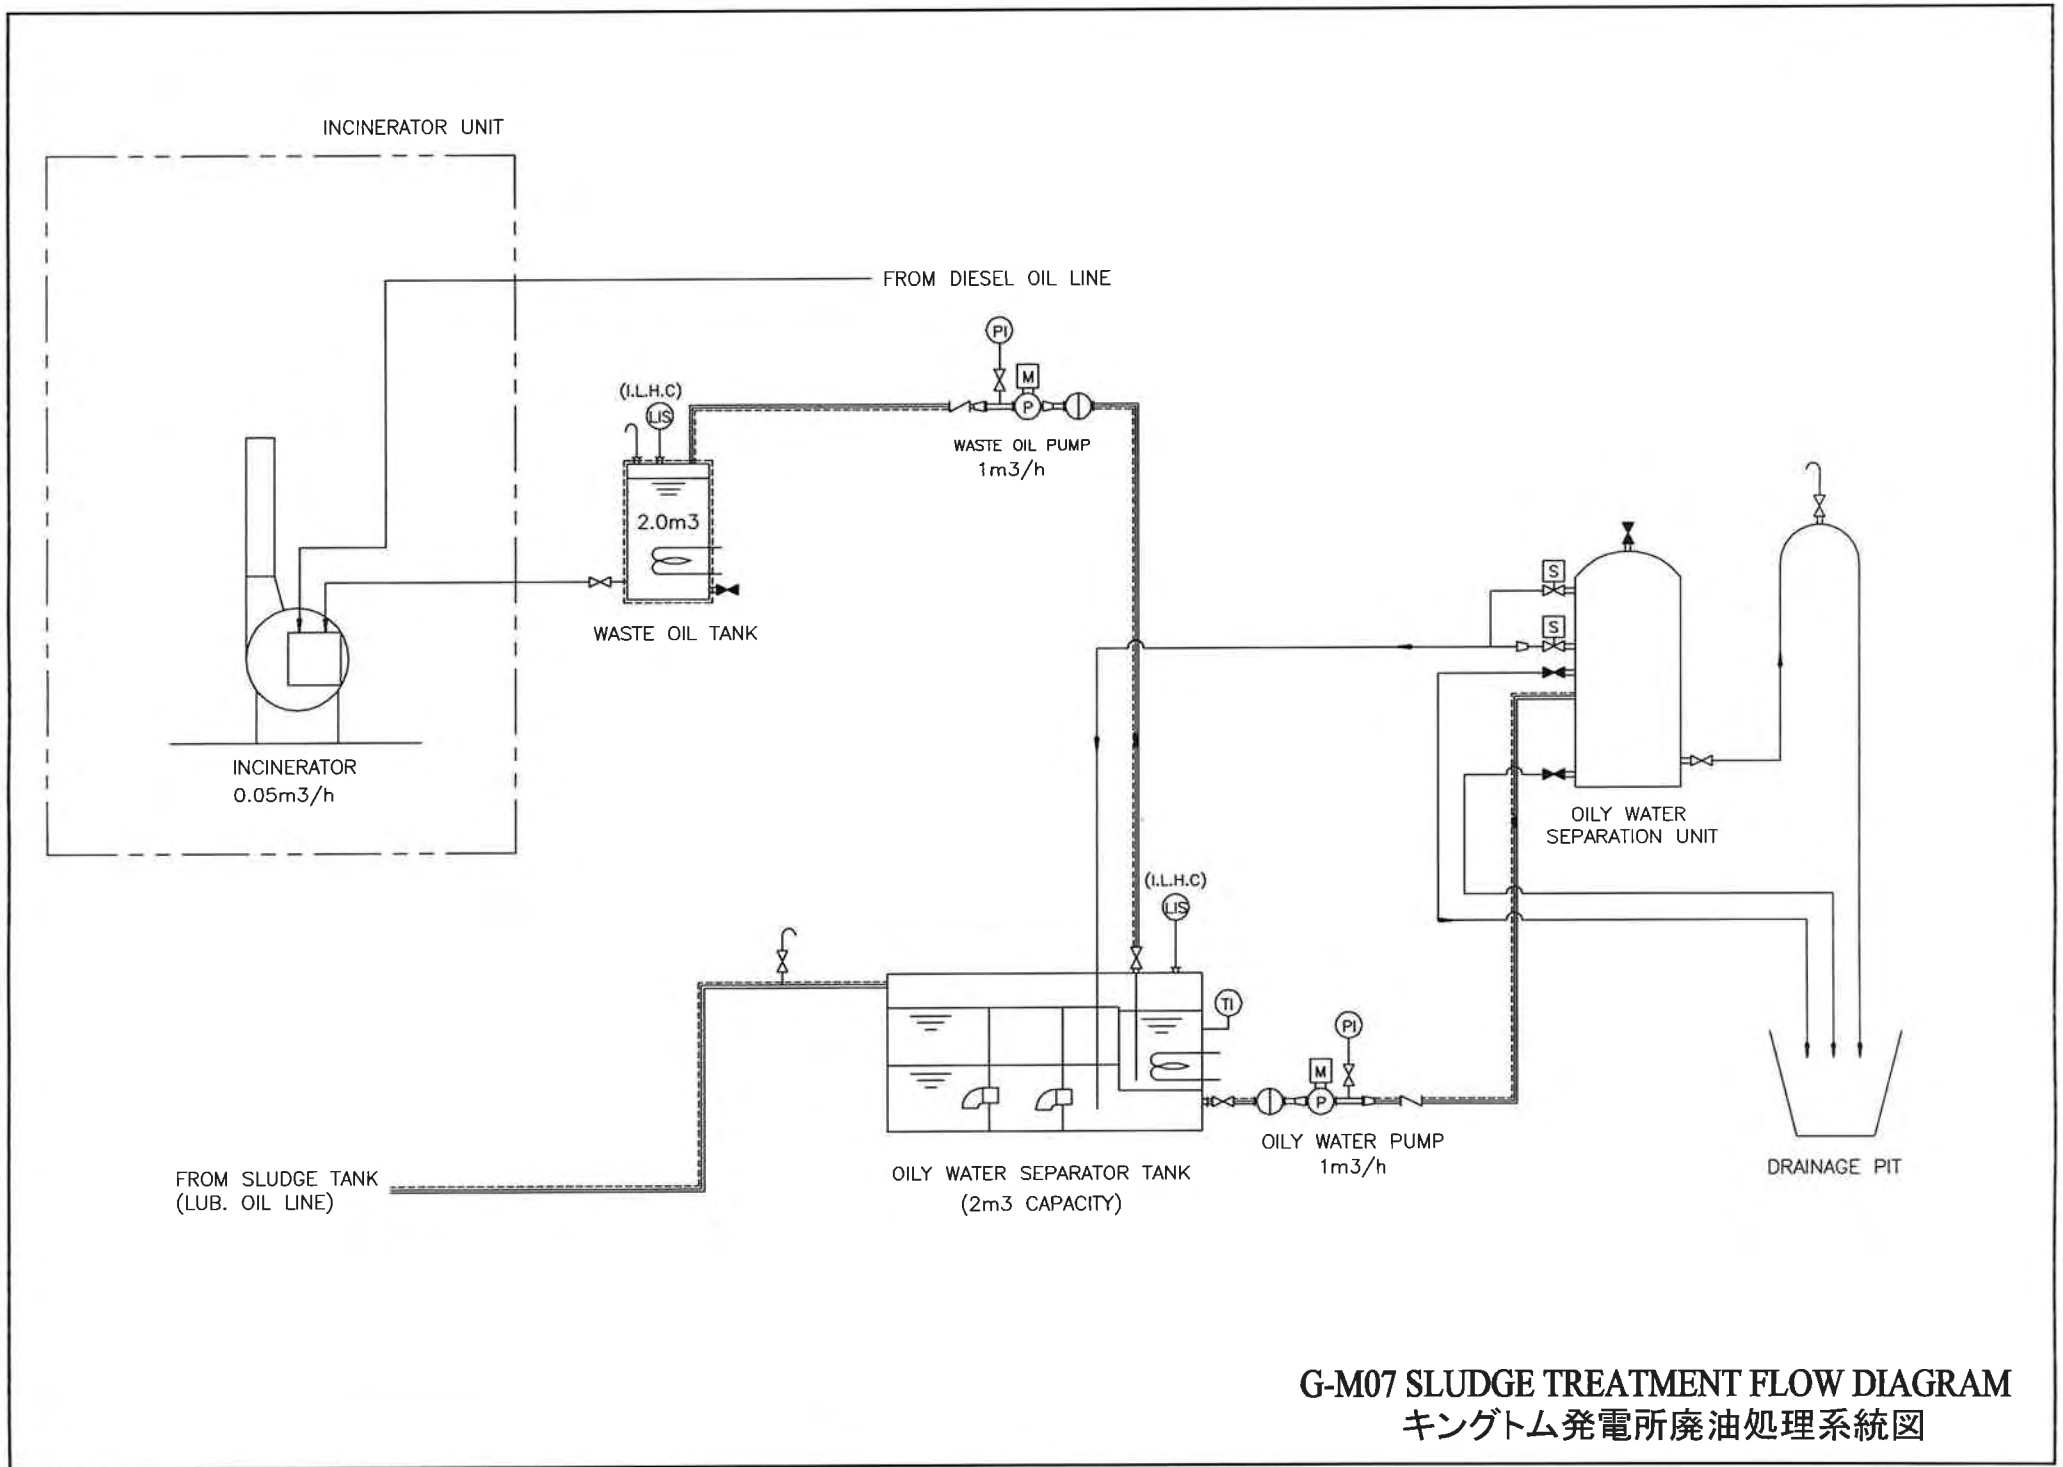 INCINERATOR UNIT
FROM DIESEL OIL LINE
PI
M
P
(I.L.H.C)
LIS
WASTE OIL PUMP
1m3/h
2.0m3
WASTE OIL TANK
S
S
INCINERATOR
0.05m3/h
OILY WATER
SEPARATION UNIT
(I.L.H.C)
LIS
TI
PI
M
P
OILY WATER PUMP
1m3/h
DRAINAGE PIT
FROM SLUDGE TANK
(LUB. OIL LINE)
OILY WATER SEPARATOR TANK
(2m3 CAPACITY)
G-M07 SLUDGE TREATMENT FLOW DIAGRAM
キングトム発電所廃油処理系統図